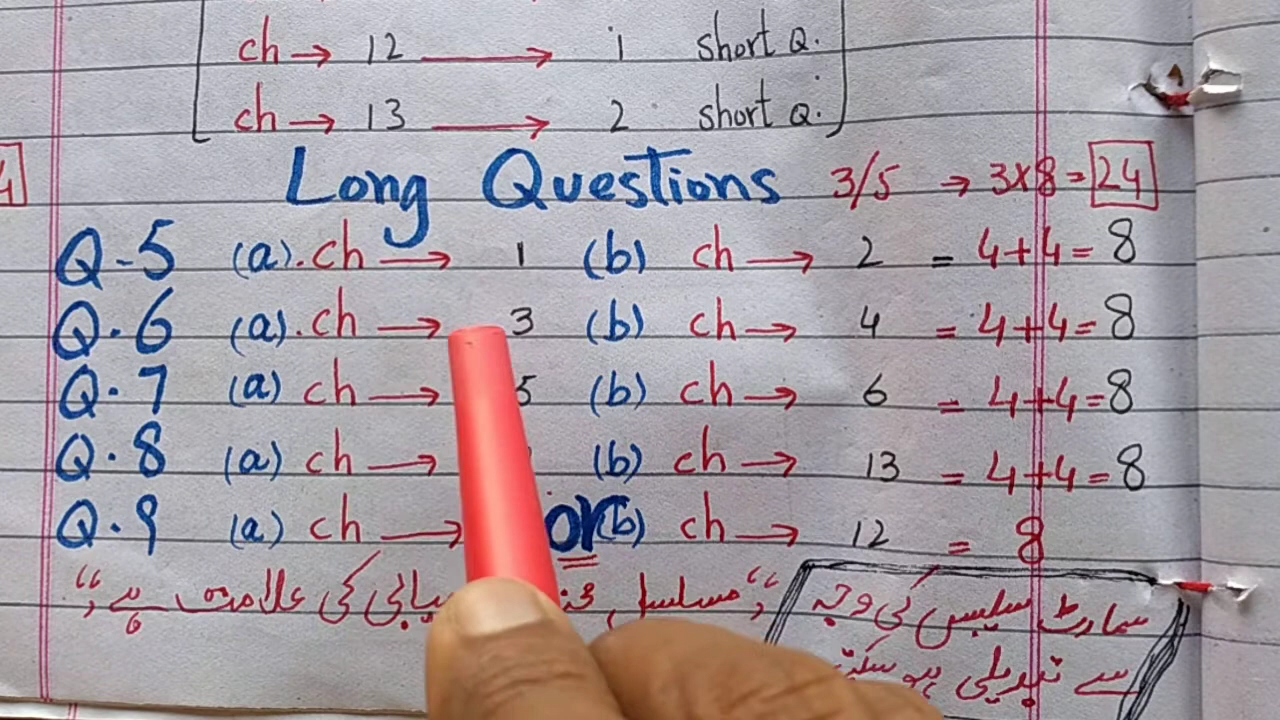 ch → 12 → 1 short Q.
ch → 13 → 2 short Q.
Long Questions 3/5 → 3×8=24
Q-5 (a). ch → 1 (b) ch → 2 = 4+4= 8
Q.6 (a). ch → 3 (b) ch → 4 = 4+4= 8
Q.7 (a) ch → 5 (b) ch → 6 = 4+4= 8
Q.8 (a) ch → (b) ch → 13 = 4+4= 8
Q.9 (a) ch → or (b) ch → 12 = 8
"مسلسل کی علامت ہے"
سمارٹ سلیبس کی وجہ
سے تبدیلی ہو سکتی